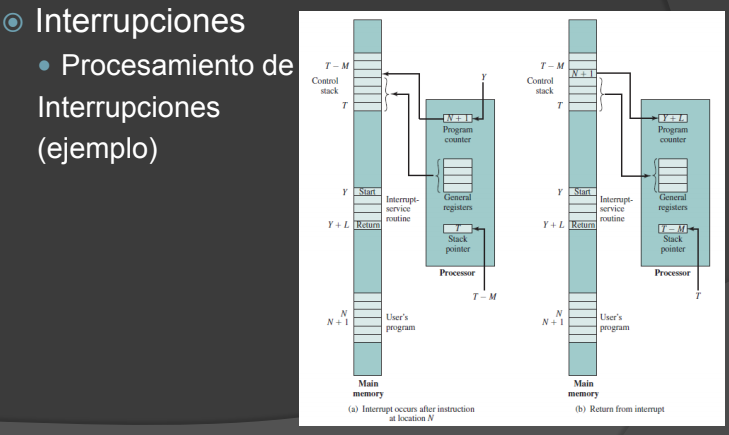 Interrupciones
Procesamiento de
Interrupciones
(ejemplo)
T − M
Control
stack
T
Y
N + 1
Program
counter
General
registers
T
Stack
pointer
Processor
T − M
Y
Start
Interrupt-
service
routine
Y + L
Return
N
N + 1
User's
program
Main
memory
(a) Interrupt occurs after instruction
at location N
T − M
N + 1
Control
stack
T
Y + L
Program
counter
General
registers
T − M
Stack
pointer
Processor
T
Y
Start
Interrupt-
service
routine
Y + L
Return
N
N + 1
User's
program
Main
memory
(b) Return from interrupt